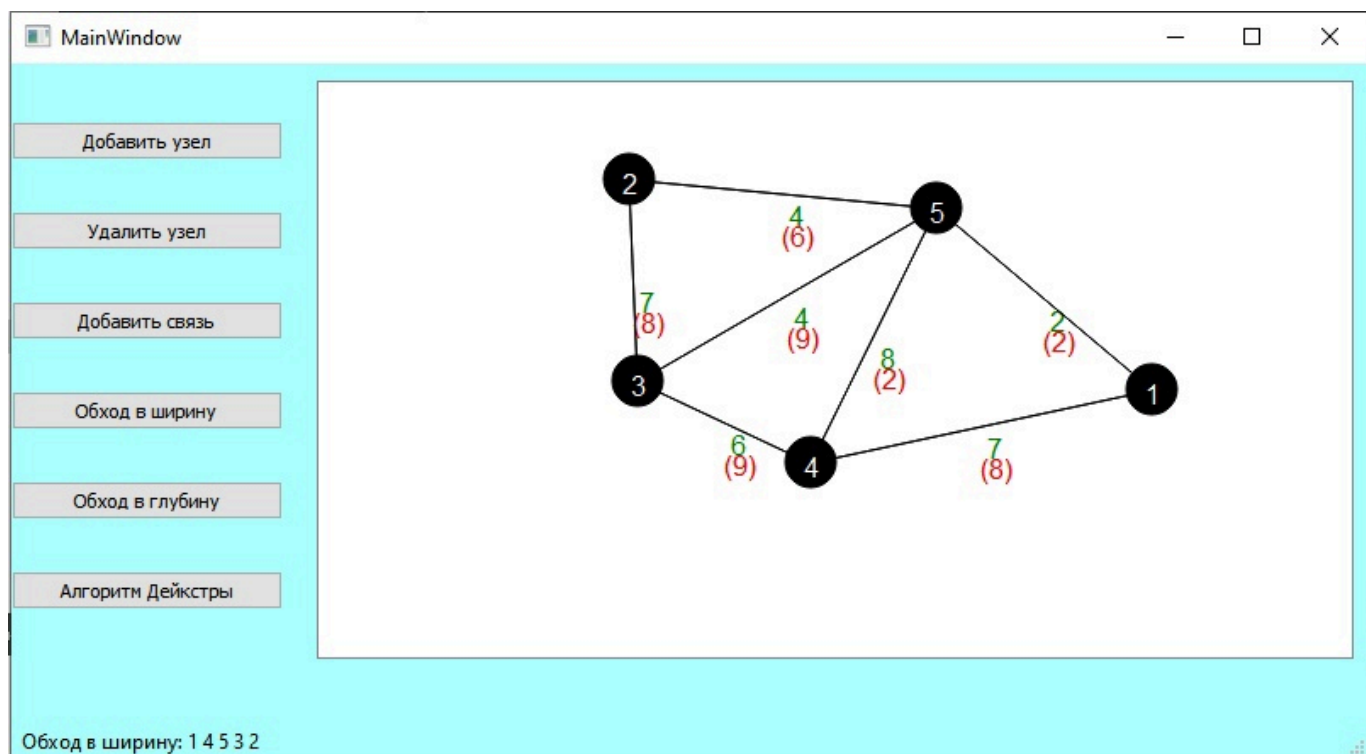 MainWindow
Добавить узел
Удалить узел
Добавить связь
Обход в ширину
Обход в глубину
Алгоритм Дейкстры
2
5
4
(6)
7
(8)
4
(9)
2
(2)
8
(2)
3
1
6
(9)
4
7
(8)
Обход в ширину: 1 4 5 3 2